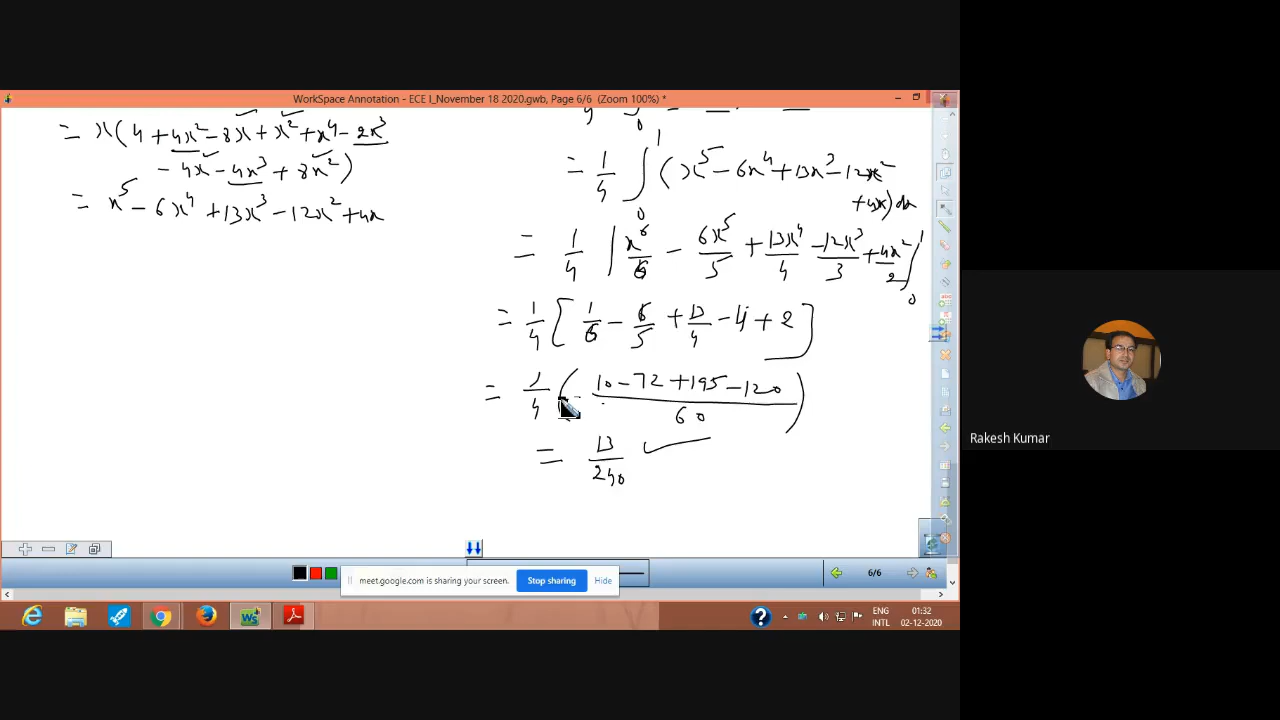 WorkSpace Annotation - ECE I_November 18 2020.gwb, Page 6/6 (Zoom 100%) *
= x(4 + 4x² - 8x + x² + x⁴ - 2x³
- 4x - 4x³ + 8x²)
= x⁵ - 6x⁴ + 13x³ - 12x² + 4x
= 1/4 ∫₀¹ (x⁵ - 6x⁴ + 13x³ - 12x²
+ 4x) dx
= 1/4 | x⁶/6 - 6x⁵/5 + 13x⁴/4 - 12x³/3 + 4x²/2 |₀¹
= 1/4 [ 1/6 - 6/5 + 13/4 - 4 + 2 ]
= 1/4 ( (10 - 72 + 195 - 120)/60 )
= 13/240
Rakesh Kumar
6/6
meet.google.com is sharing your screen. Stop sharing Hide
ENG
INTL
01:32
02-12-2020